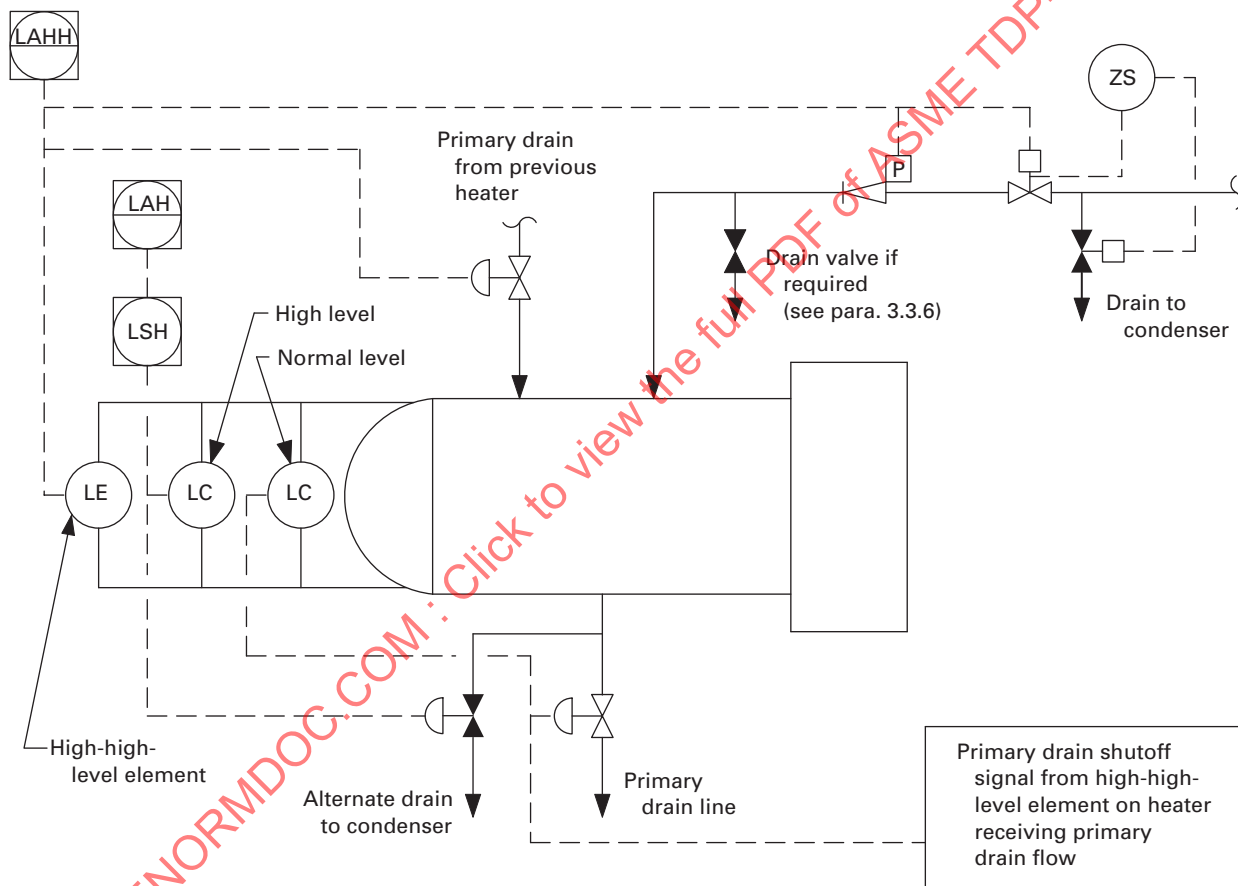 LAHH
ZS
Primary drain
from previous
heater
P
LAH
Drain valve if
required
(see para. 3.3.6)
Drain to
condenser
LSH
High level
Normal level
LE
LC
LC
High-high-
level element
Alternate drain
to condenser
Primary
drain line
Primary drain shutoff
signal from high-high-
level element on heater
receiving primary
drain flow
NORMDOC.COM : Click to view the full PDF of ASME TDP